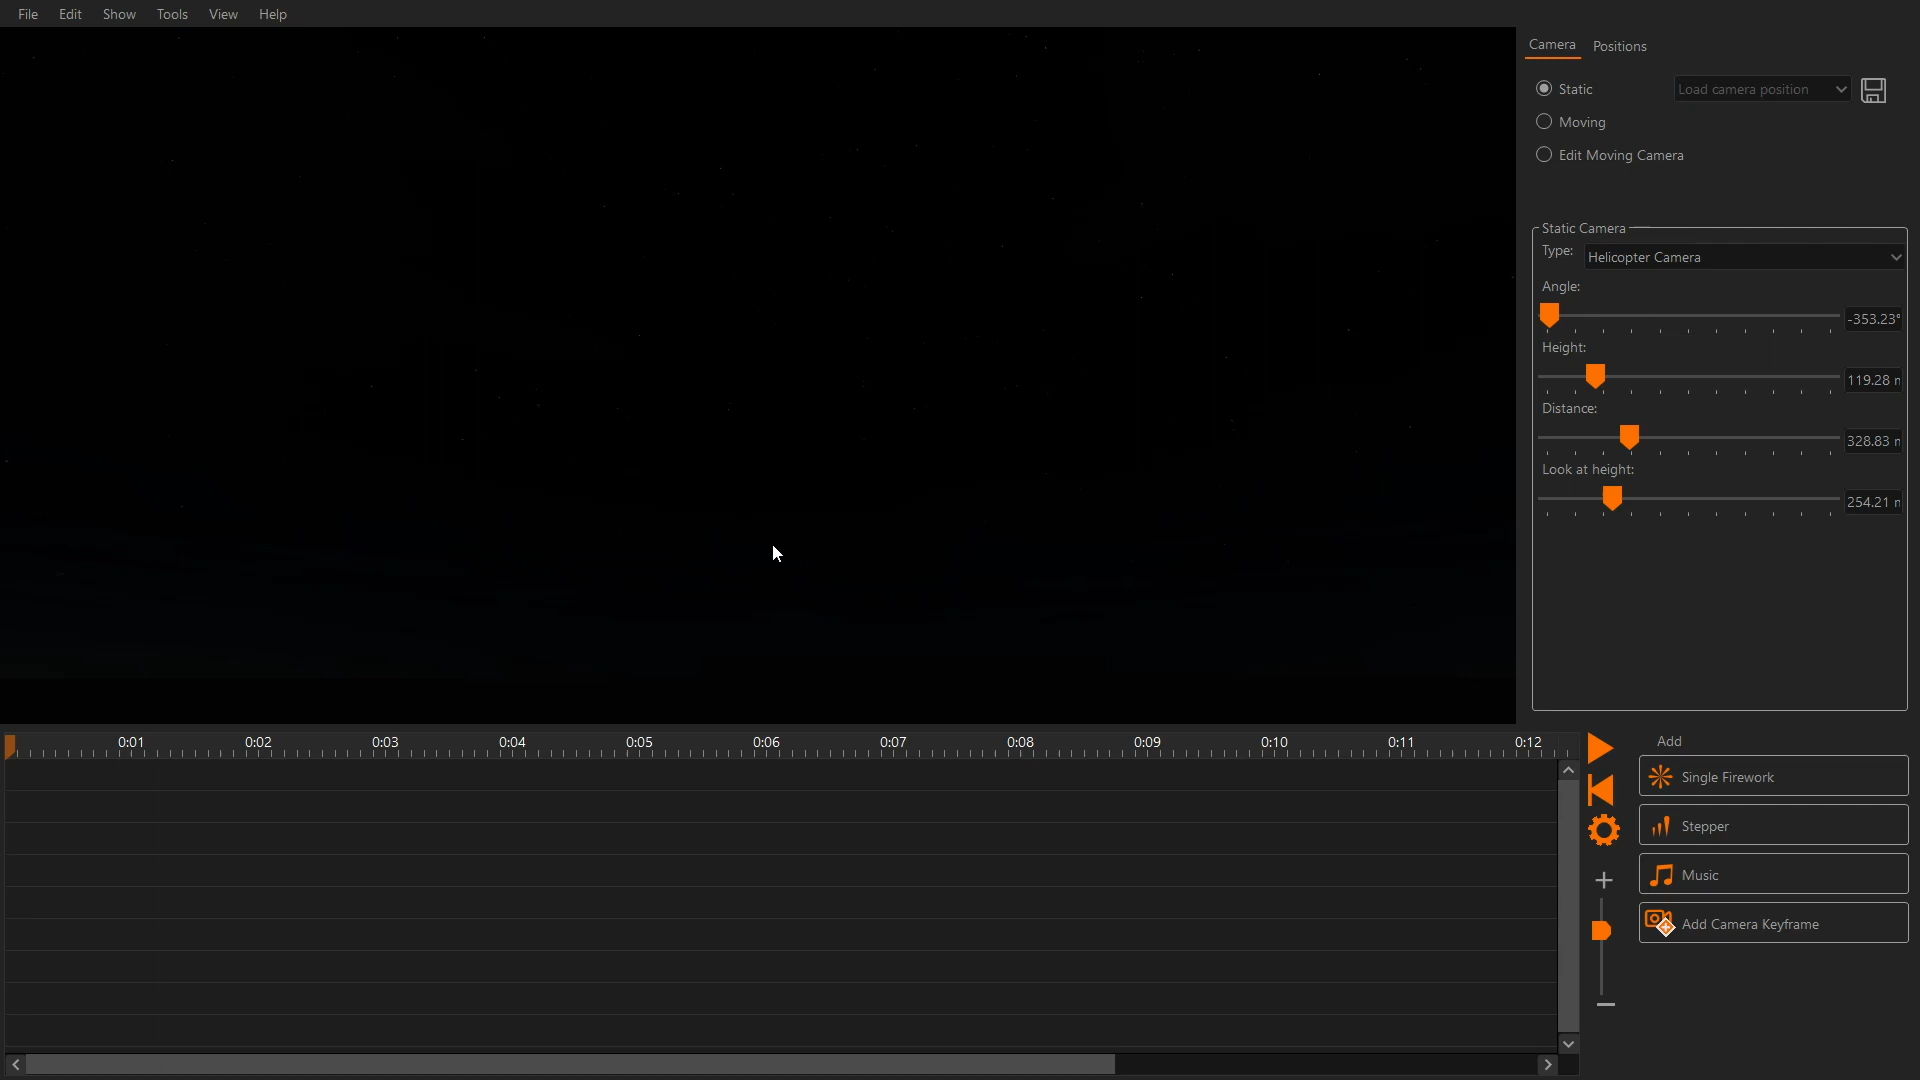 File Edit Show Tools View Help
Camera Positions
Static Load camera position
Moving
Edit Moving Camera
Static Camera
Type: Helicopter Camera
Angle:
-353.23°
Height:
119.28
Distance:
328.83
Look at height:
254.21
0:01 0:02 0:03 0:04 0:05 0:06 0:07 0:08 0:09 0:10 0:11 0:12
Add
Single Firework
Stepper
Music
Add Camera Keyframe